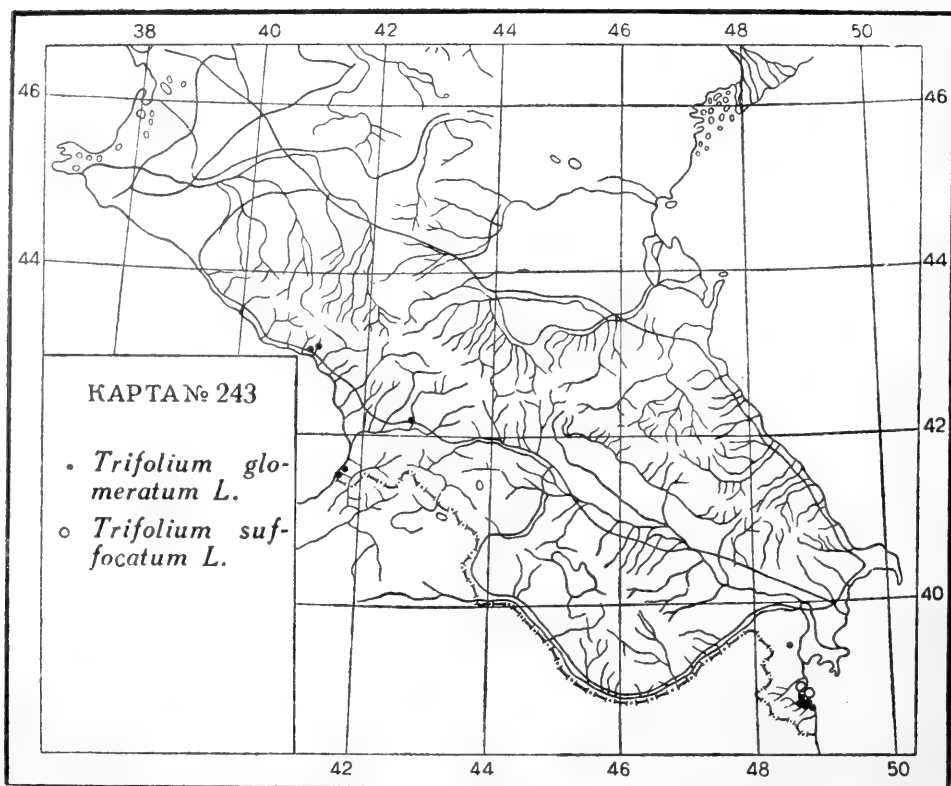 38 40 42 44 46 48 50
46
46
44
44
КАРТА № 243
42
• Trifolium glo-
meratum L.
○ Trifolium suf-
focatum L.
40
42 44 46 48 50